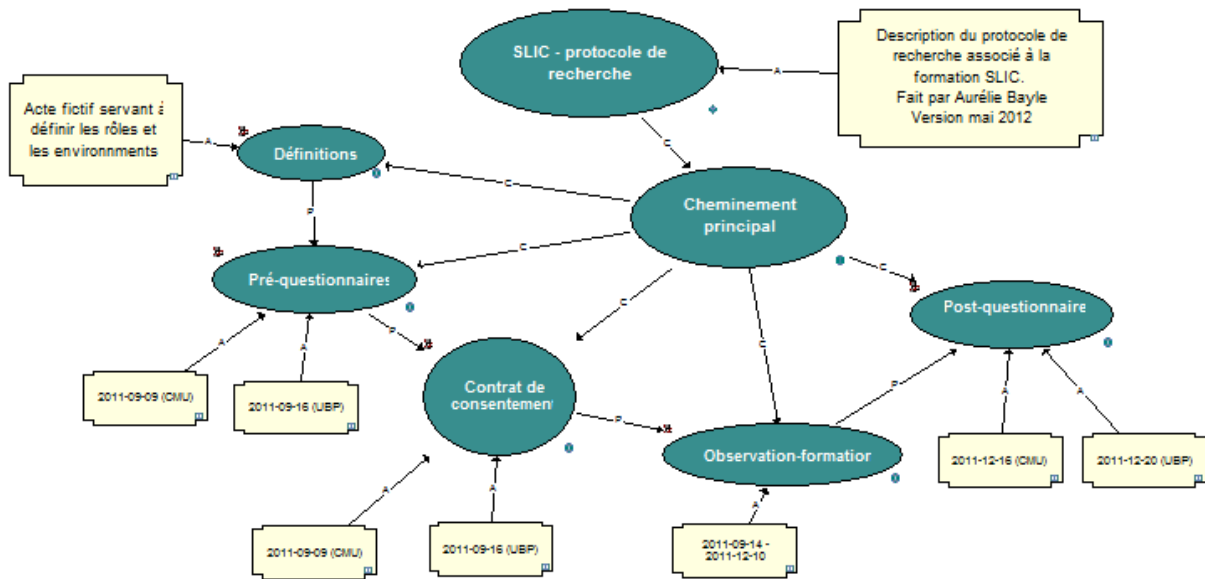 SLIC - protocole de
recherche
A
Description du protocole de
recherche associé à la
formation SLIC.
Fait par Aurélie Bayle
Version mai 2012
Acte fictif servant à
définir les rôles et
les environnments
A
Définitions
C
C
P
C
Cheminement
principal
Pré-questionnaires
C
C
C
Post-questionnaire
P
A
A
2011-09-09 (CMU)
2011-09-16 (UBP)
Contrat de
consentement
P
P
Observation-formation
A
A
2011-12-16 (CMU)
2011-12-20 (UBP)
A
A
A
2011-09-09 (CMU)
2011-09-16 (UBP)
2011-09-14 -
2011-12-10